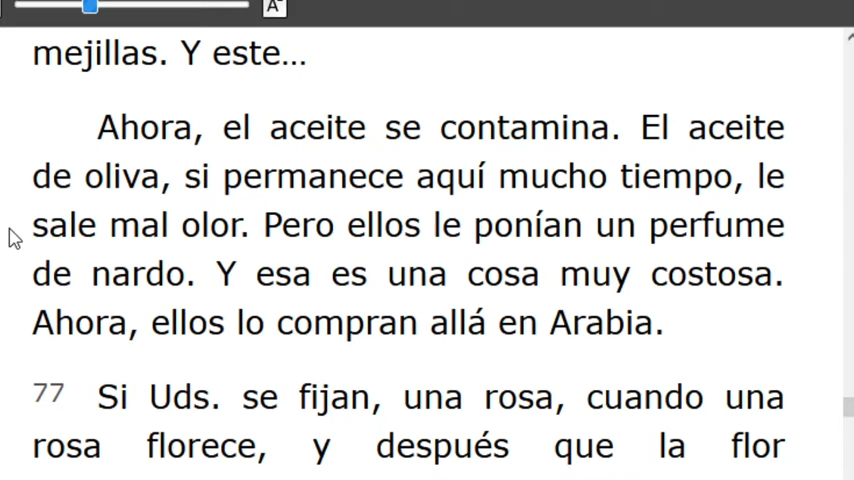 A
mejillas. Y este...
Ahora, el aceite se contamina. El aceite
de oliva, si permanece aquí mucho tiempo, le
sale mal olor. Pero ellos le ponían un perfume
de nardo. Y esa es una cosa muy costosa.
Ahora, ellos lo compran allá en Arabia.
77 Si Uds. se fijan, una rosa, cuando una
rosa florece, y después que la flor